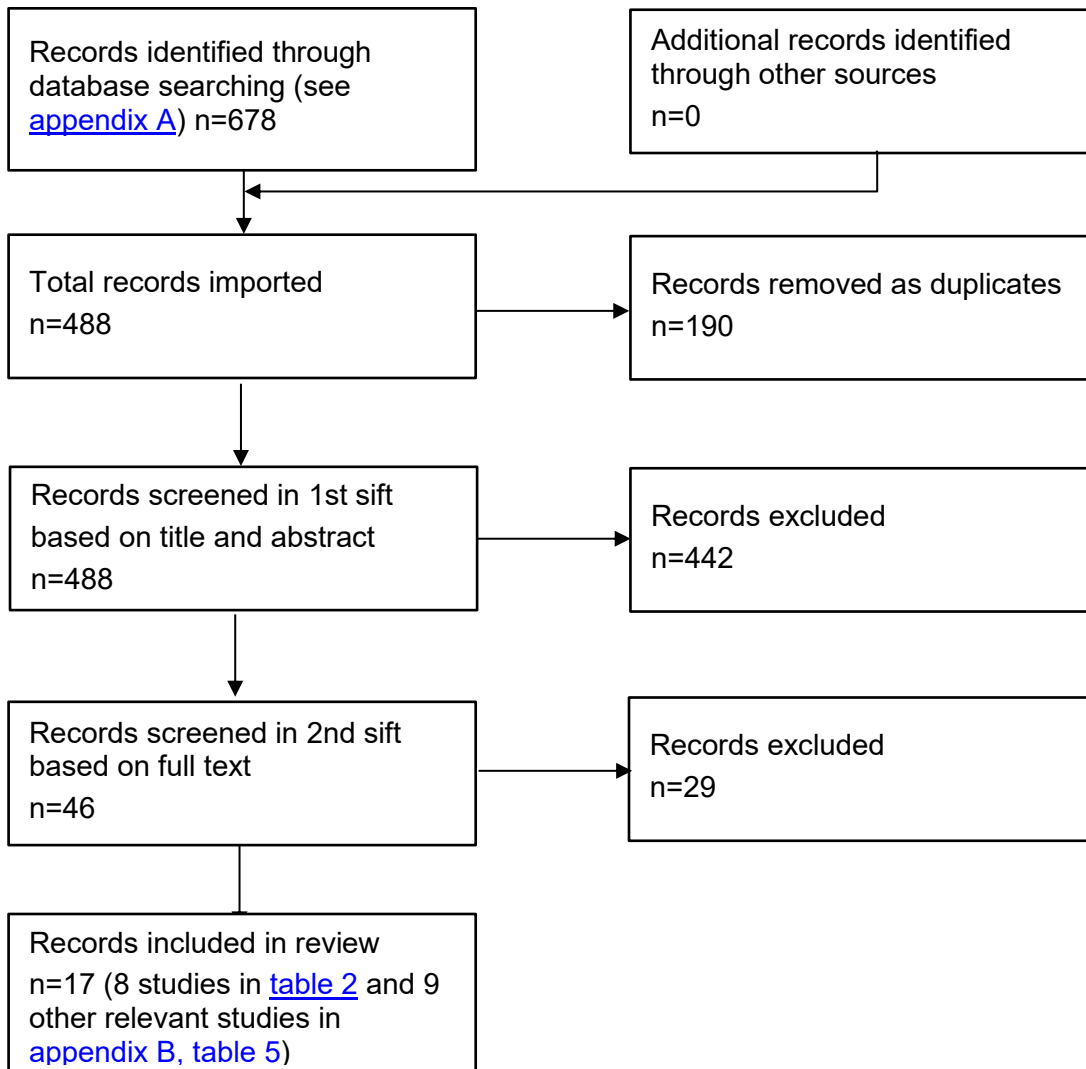 Records identified through
database searching (see
appendix A) n=678
Additional records identified
through other sources
n=0
Total records imported
n=488
Records removed as duplicates
n=190
Records screened in 1st sift
based on title and abstract
n=488
Records excluded
n=442
Records screened in 2nd sift
based on full text
n=46
Records excluded
n=29
Records included in review
n=17 (8 studies in table 2 and 9
other relevant studies in
appendix B, table 5)